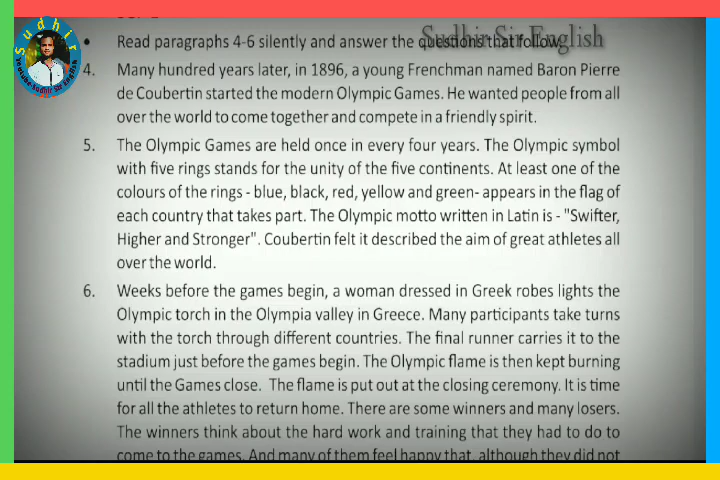 Sudhir
Youtube-Sudhir Sir English
Sudhir Sir English
• Read paragraphs 4-6 silently and answer the questions that follow
4. Many hundred years later, in 1896, a young Frenchman named Baron Pierre
de Coubertin started the modern Olympic Games. He wanted people from all
over the world to come together and compete in a friendly spirit.
5. The Olympic Games are held once in every four years. The Olympic symbol
with five rings stands for the unity of the five continents. At least one of the
colours of the rings - blue, black, red, yellow and green- appears in the flag of
each country that takes part. The Olympic motto written in Latin is - "Swifter,
Higher and Stronger". Coubertin felt it described the aim of great athletes all
over the world.
6. Weeks before the games begin, a woman dressed in Greek robes lights the
Olympic torch in the Olympia valley in Greece. Many participants take turns
with the torch through different countries. The final runner carries it to the
stadium just before the games begin. The Olympic flame is then kept burning
until the Games close. The flame is put out at the closing ceremony. It is time
for all the athletes to return home. There are some winners and many losers.
The winners think about the hard work and training that they had to do to
come to the games. And many of them feel happy that, although they did not